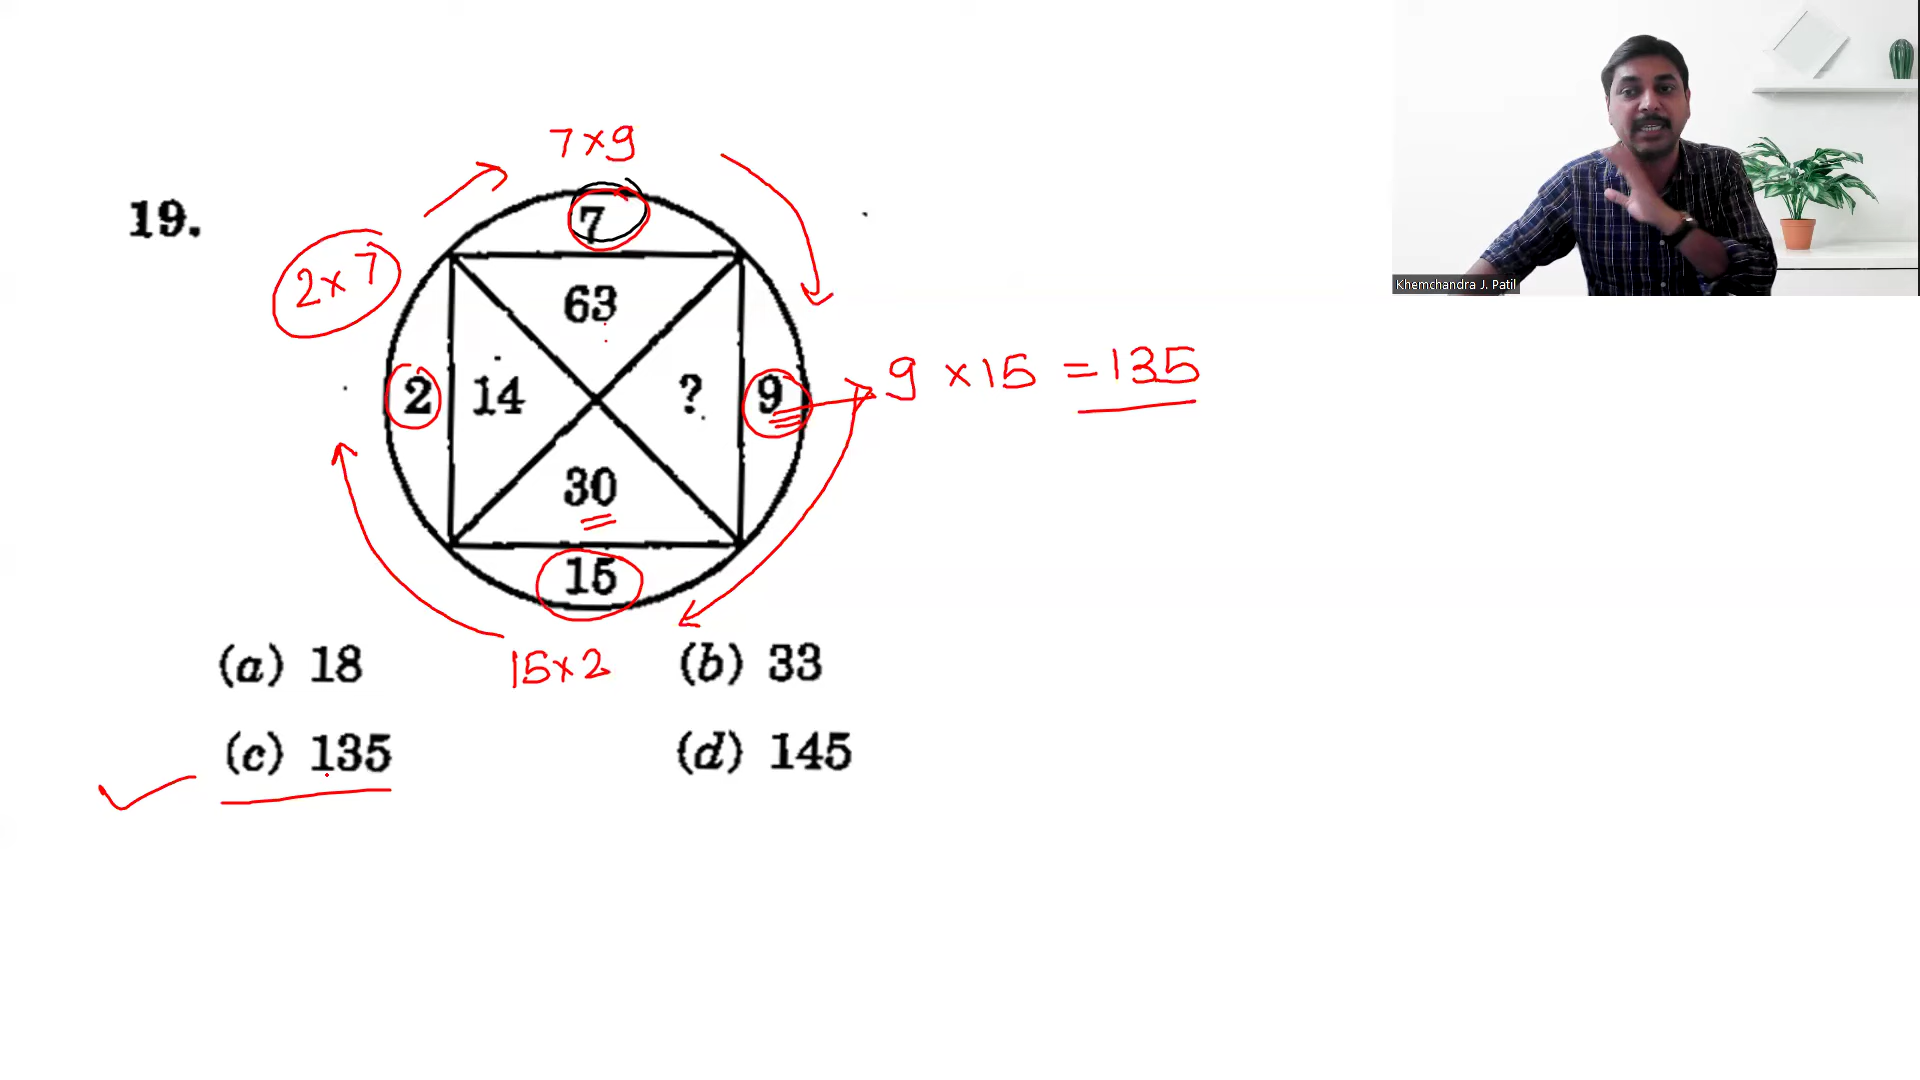 Khemchandra J. Patil
7×9
19.
7
2×7
63
9×15 =135
2 14 ? 9
30
15
15×2
(a) 18 (b) 33
(c) 135 (d) 145